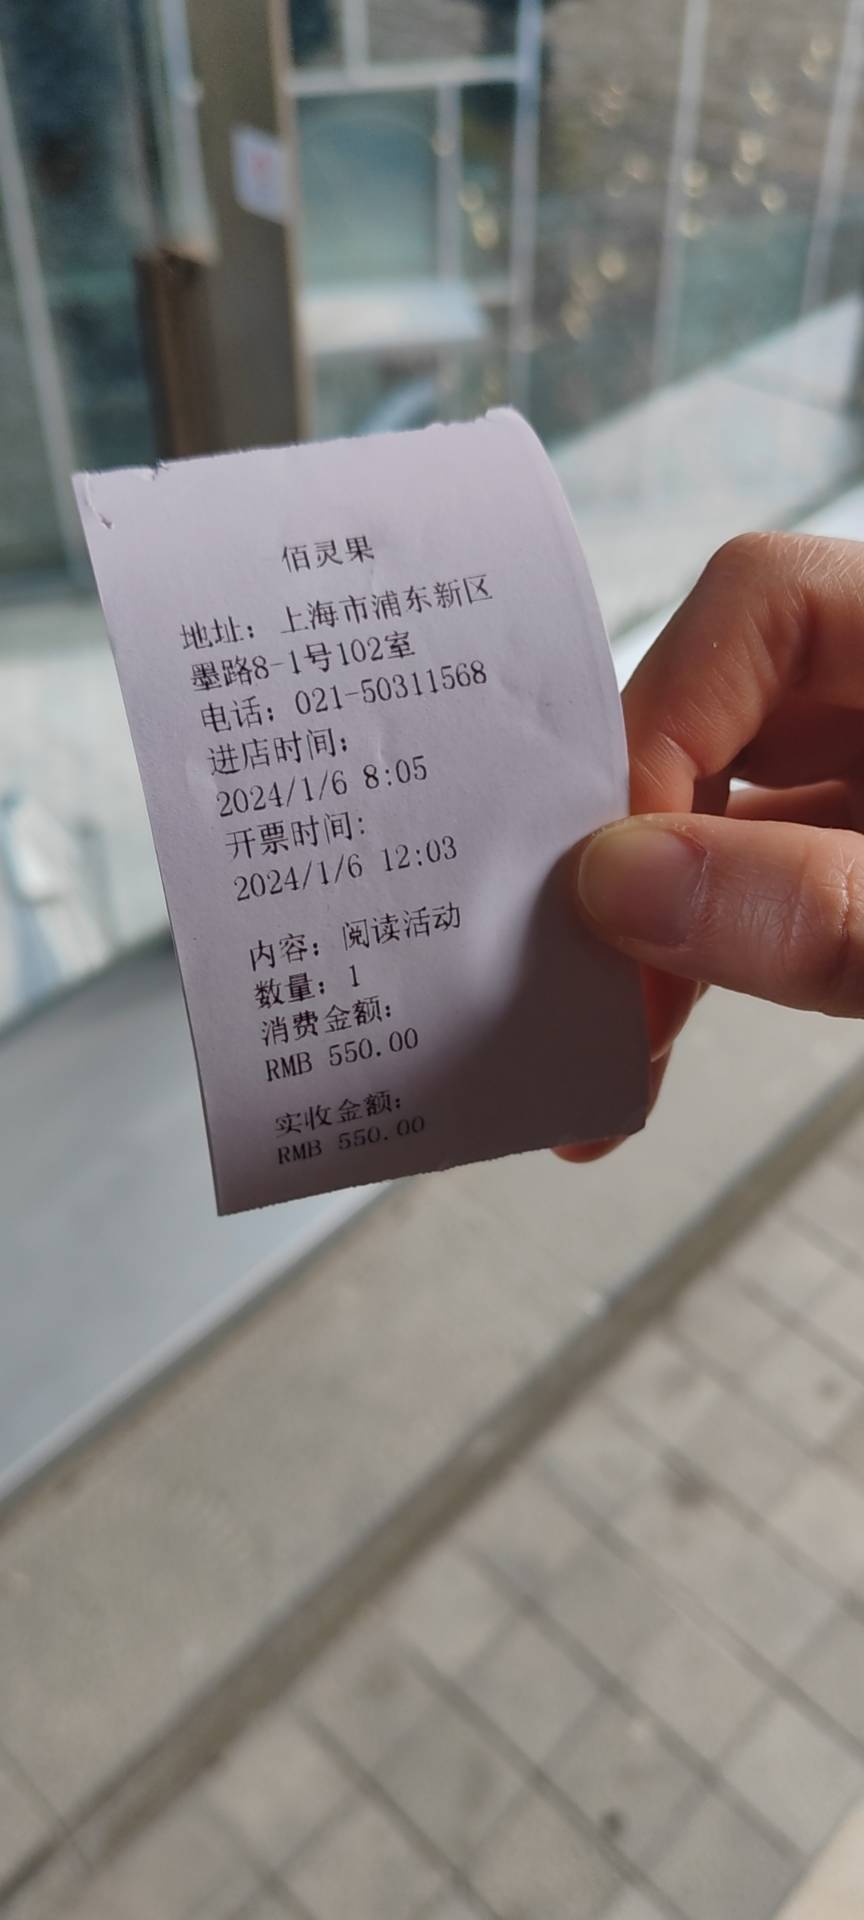 佰灵果
地址：上海市浦东新区
墨路8-1号102室
电话：021-50311568
进店时间：
2024/1/6 8:05
开票时间：
2024/1/6 12:03
内容：阅读活动
数量：1
消费金额：
RMB 550.00
实收金额：
RMB 550.00